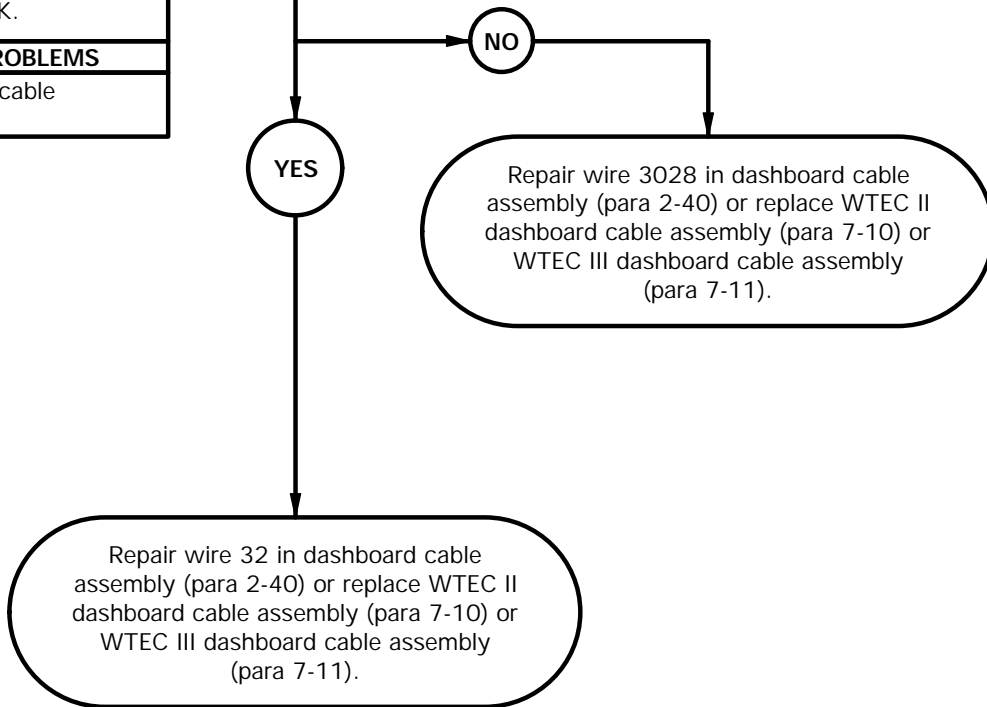 K.
ROBLEMS
cable
NO
YES
Repair wire 3028 in dashboard cable
assembly (para 2-40) or replace WTEC II
dashboard cable assembly (para 7-10) or
WTEC III dashboard cable assembly
(para 7-11).
Repair wire 32 in dashboard cable
assembly (para 2-40) or replace WTEC II
dashboard cable assembly (para 7-10) or
WTEC III dashboard cable assembly
(para 7-11).